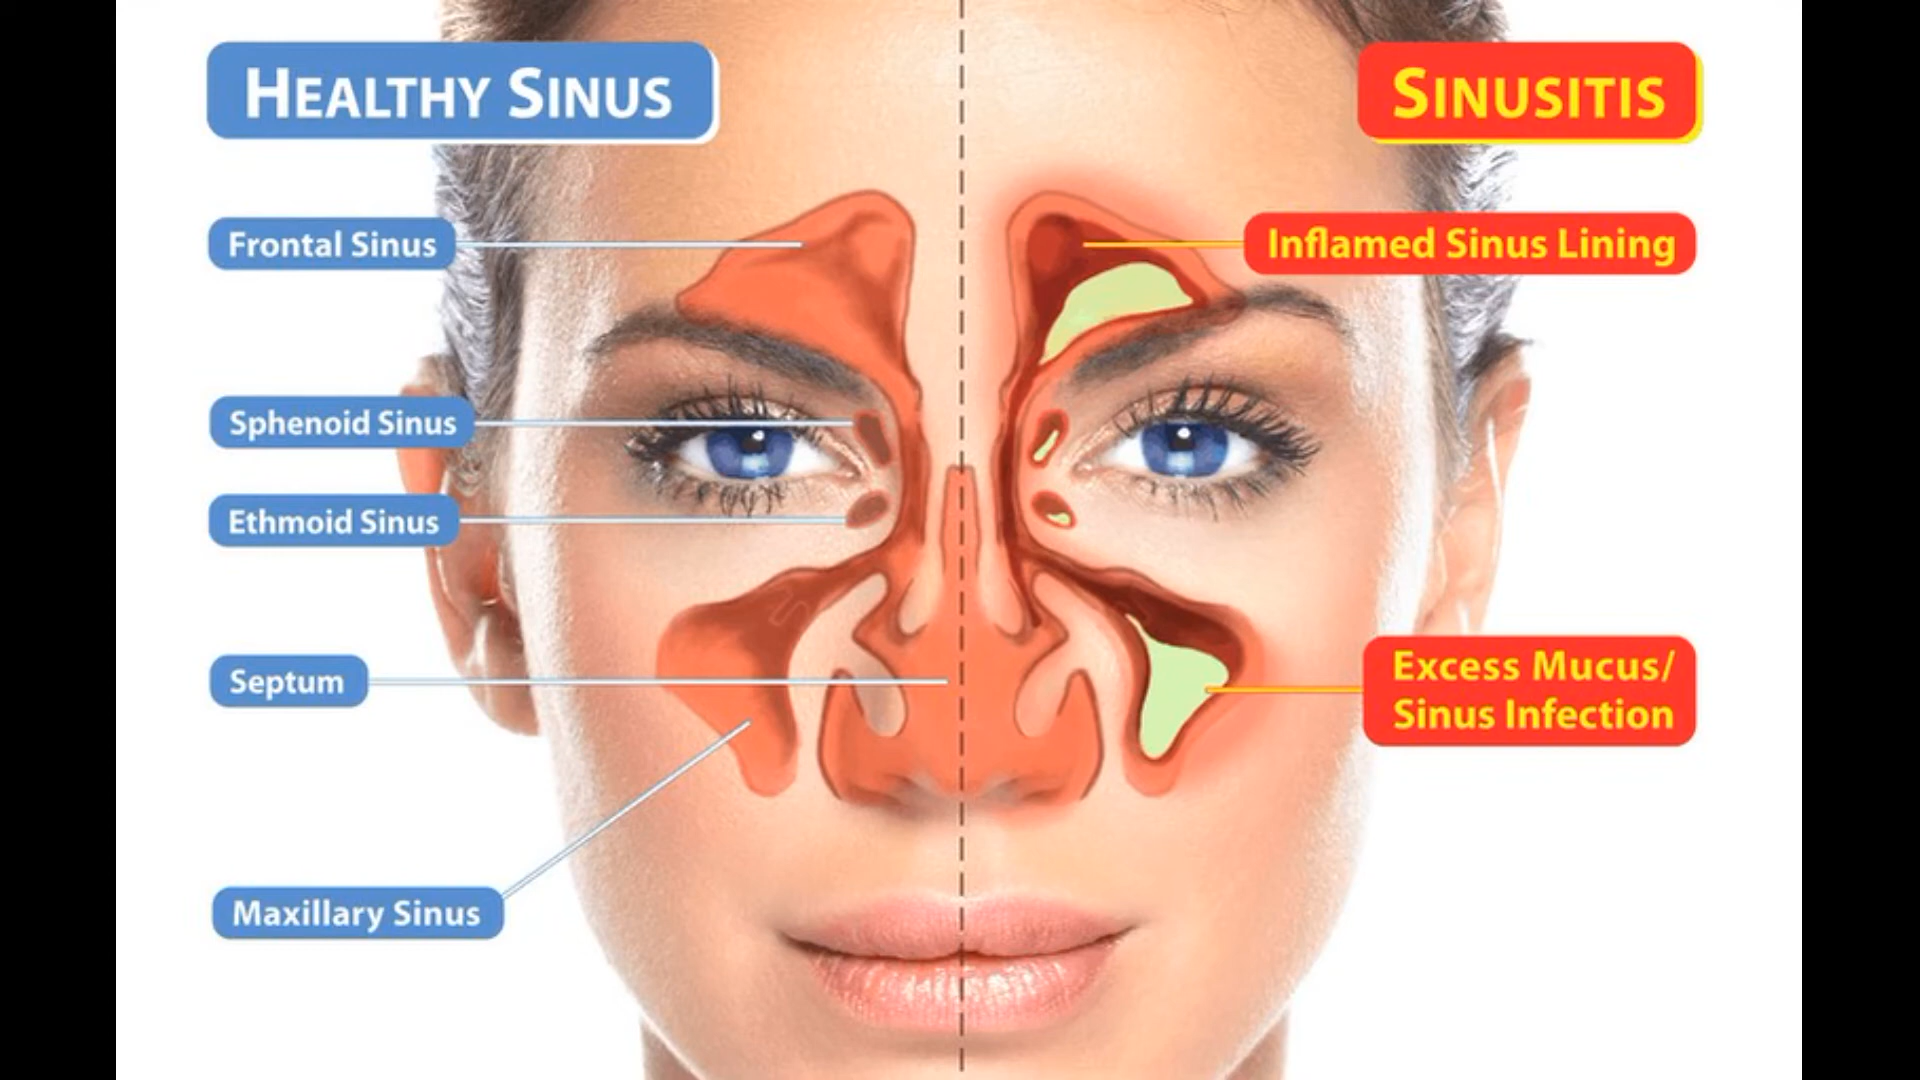 HEALTHY SINUS
SINUSITIS
Frontal Sinus
Inflamed Sinus Lining
Sphenoid Sinus
Ethmoid Sinus
Septum
Excess Mucus/
Sinus Infection
Maxillary Sinus